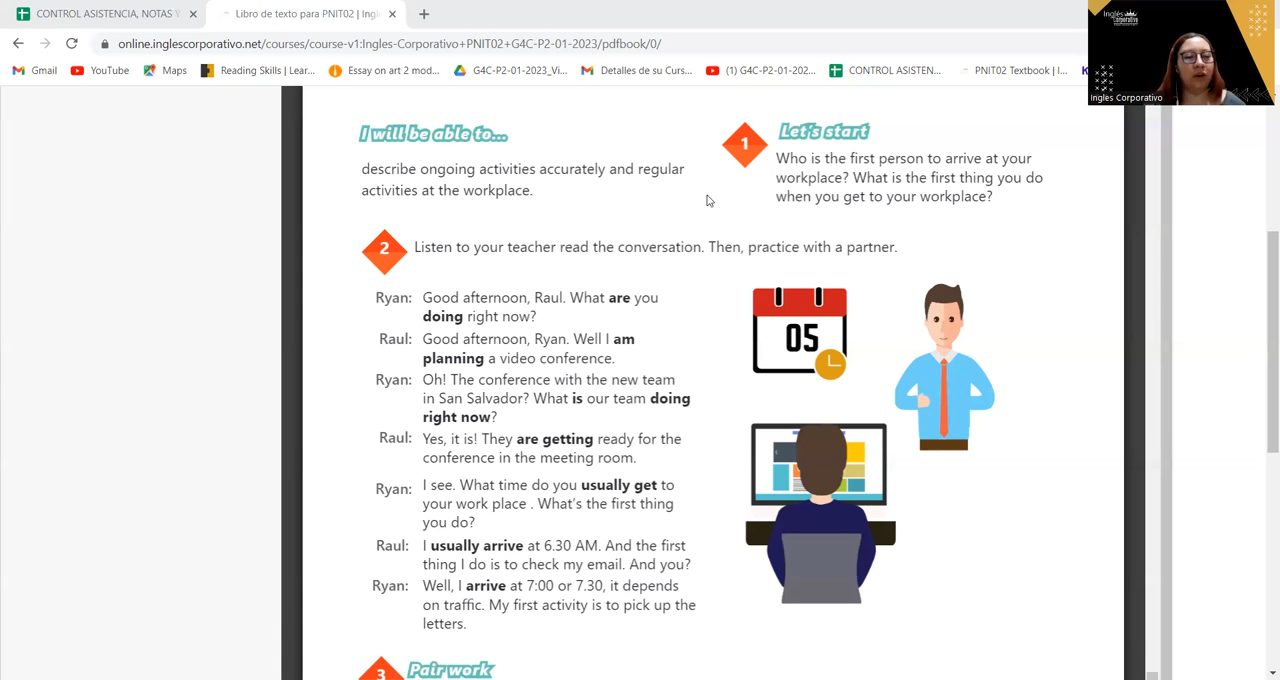 CONTROL ASISTENCIA, NOTAS Y
Libro de texto para PNIT02 | Ingl
online.inglescorporativo.net/courses/course-v1:Ingles-Corporativo+PNIT02+G4C-P2-01-2023/pdfbook/0/
Gmail
YouTube
Maps
Reading Skills | Lear...
Essay on art 2 mod...
G4C-P2-01-2023_Vi...
Detalles de su Curs...
(1) G4C-P2-01-202...
CONTROL ASISTEN...
PNIT02 Textbook | I...
Inglés
Corporativo
Ingles Corporativo
I will be able to...
describe ongoing activities accurately and regular
activities at the workplace.
1
Let's start
Who is the first person to arrive at your
workplace? What is the first thing you do
when you get to your workplace?
2
Listen to your teacher read the conversation. Then, practice with a partner.
Ryan: Good afternoon, Raul. What are you
doing right now?
Raul: Good afternoon, Ryan. Well I am
planning a video conference.
Ryan: Oh! The conference with the new team
in San Salvador? What is our team doing
right now?
Raul: Yes, it is! They are getting ready for the
conference in the meeting room.
Ryan: I see. What time do you usually get to
your work place . What's the first thing
you do?
Raul: I usually arrive at 6.30 AM. And the first
thing I do is to check my email. And you?
Ryan: Well, I arrive at 7:00 or 7.30, it depends
on traffic. My first activity is to pick up the
letters.
05
3
Pair work